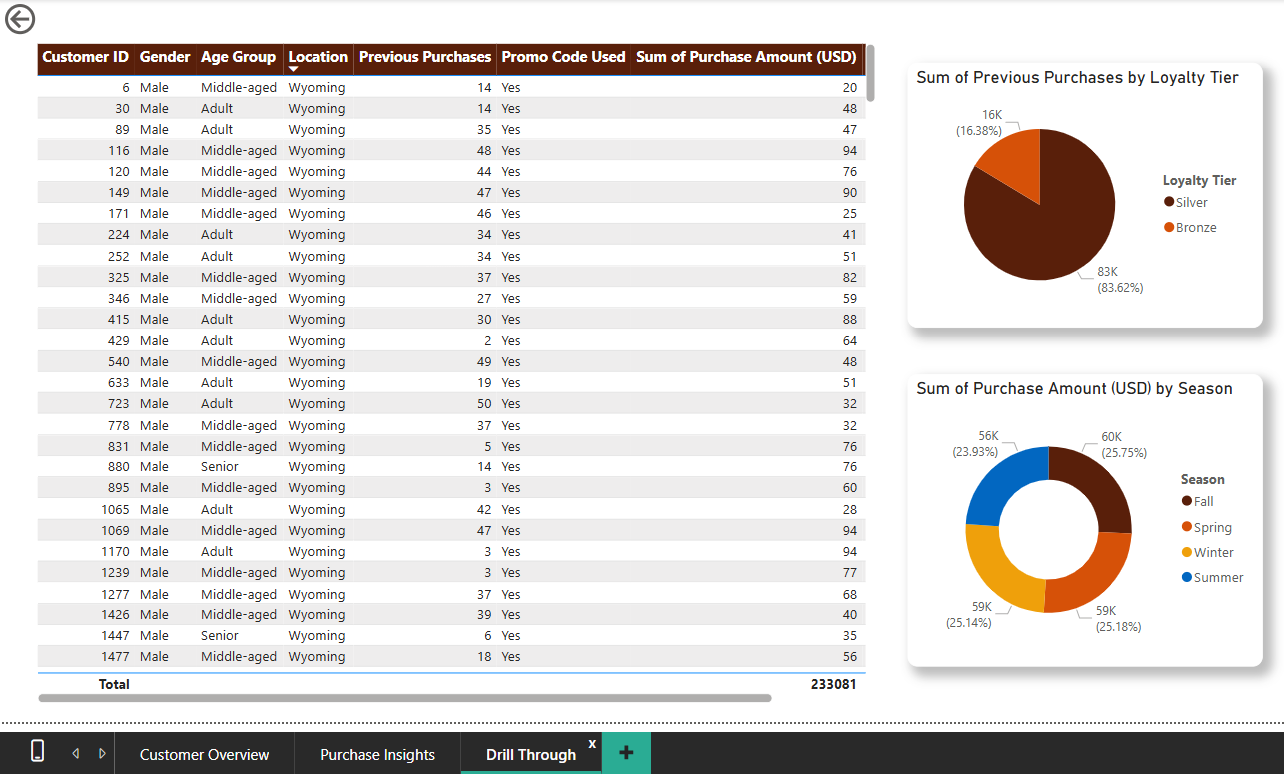 Customer ID Gender Age Group Location Previous Purchases Promo Code Used Sum of Purchase Amount (USD)
6 Male Middle-aged Wyoming 14 Yes 20
30 Male Adult Wyoming 14 Yes 48
89 Male Adult Wyoming 35 Yes 47
116 Male Middle-aged Wyoming 48 Yes 94
120 Male Middle-aged Wyoming 44 Yes 76
149 Male Middle-aged Wyoming 47 Yes 90
171 Male Middle-aged Wyoming 46 Yes 25
224 Male Adult Wyoming 34 Yes 41
252 Male Adult Wyoming 34 Yes 51
325 Male Middle-aged Wyoming 37 Yes 82
346 Male Middle-aged Wyoming 27 Yes 59
415 Male Adult Wyoming 30 Yes 88
429 Male Adult Wyoming 2 Yes 64
540 Male Middle-aged Wyoming 49 Yes 48
633 Male Adult Wyoming 19 Yes 51
723 Male Adult Wyoming 50 Yes 32
778 Male Middle-aged Wyoming 37 Yes 32
831 Male Middle-aged Wyoming 5 Yes 76
880 Male Senior Wyoming 14 Yes 76
895 Male Middle-aged Wyoming 3 Yes 60
1065 Male Adult Wyoming 42 Yes 28
1069 Male Middle-aged Wyoming 47 Yes 94
1170 Male Adult Wyoming 3 Yes 94
1239 Male Middle-aged Wyoming 3 Yes 77
1277 Male Middle-aged Wyoming 37 Yes 68
1426 Male Middle-aged Wyoming 39 Yes 40
1447 Male Senior Wyoming 6 Yes 35
1477 Male Middle-aged Wyoming 18 Yes 56
Total 233081
Sum of Previous Purchases by Loyalty Tier
16K
(16.38%)
83K
(83.62%)
Loyalty Tier
Silver
Bronze
Sum of Purchase Amount (USD) by Season
56K
(23.93%)
60K
(25.75%)
59K
(25.14%)
59K
(25.18%)
Season
Fall
Spring
Winter
Summer
Customer Overview Purchase Insights Drill Through x +